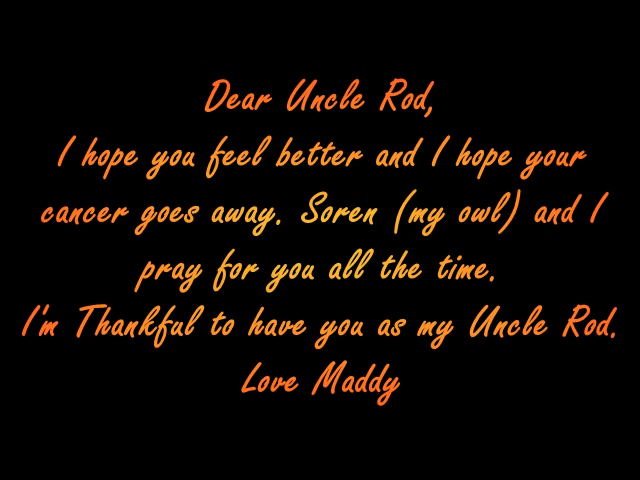 Dear Uncle Rod,
I hope you feel better and I hope your
cancer goes away. Soren (my owl) and I
pray for you all the time.
I'm Thankful to have you as my Uncle Rod.
Love Maddy